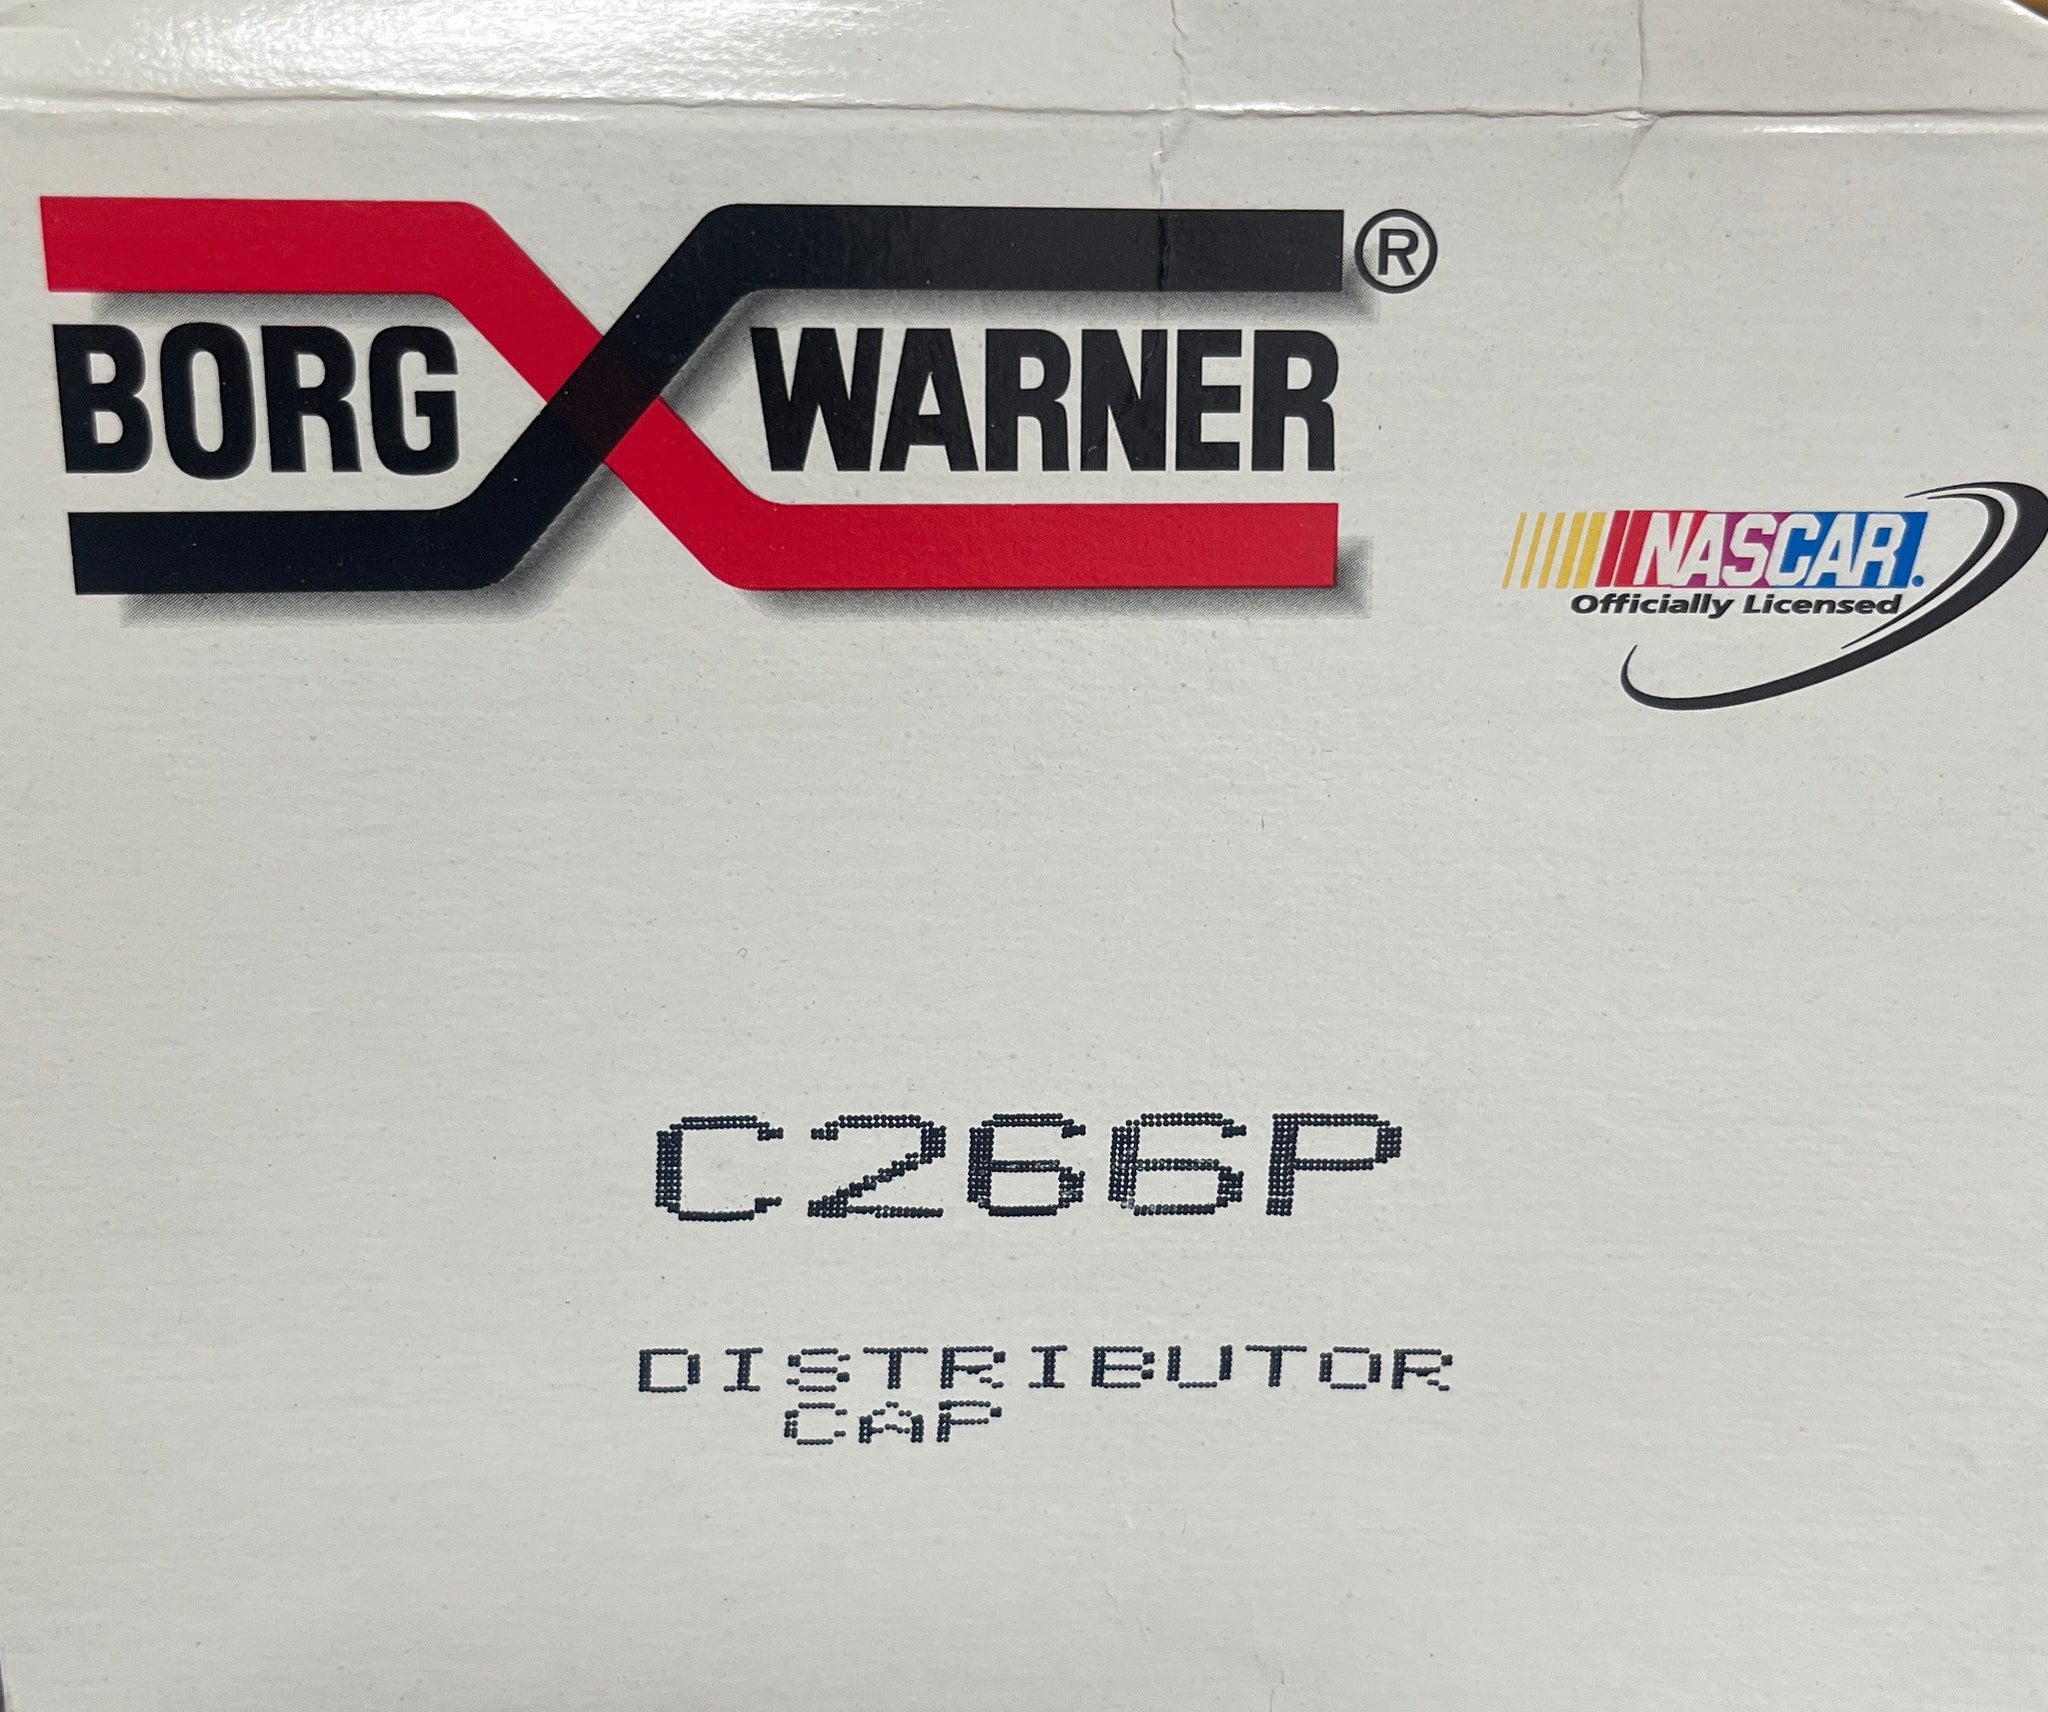 BORG WARNER®
NASCAR.
Officially Licensed
C266P
DISTRIBUTOR
CAP